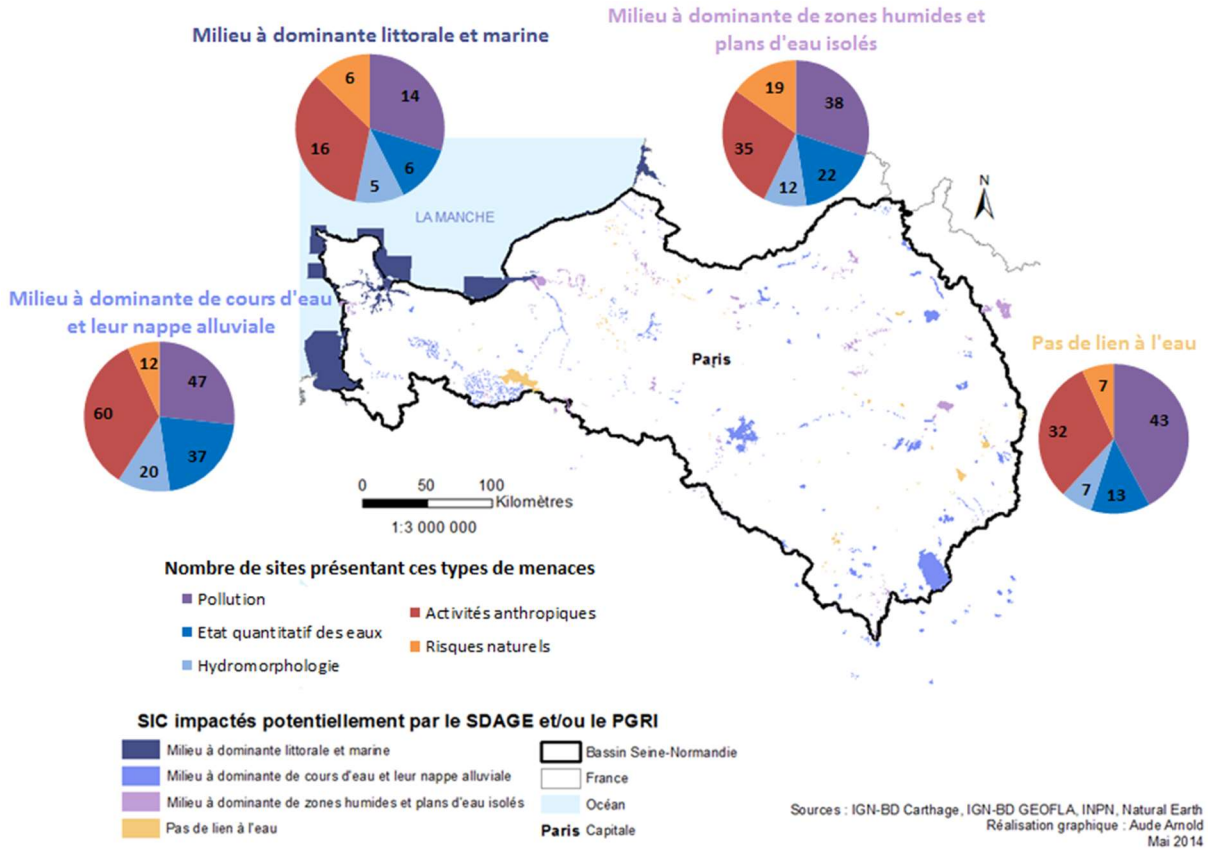 Milieu à dominante littorale et marine
6
14
16
6
5
Milieu à dominante de zones humides et
plans d'eau isolés
19
38
35
22
12
N
LA MANCHE
Milieu à dominante de cours d'eau
et leur nappe alluviale
12
47
60
37
20
Paris
Pas de lien à l'eau
7
43
32
7
13
0 50 100
Kilomètres
1:3 000 000
Nombre de sites présentant ces types de menaces
Pollution
Activités anthropiques
Etat quantitatif des eaux
Risques naturels
Hydromorphologie
SIC impactés potentiellement par le SDAGE et/ou le PGRI
Milieu à dominante littorale et marine
Milieu à dominante de cours d'eau et leur nappe alluviale
Milieu à dominante de zones humides et plans d'eau isolés
Pas de lien à l'eau
Bassin Seine-Normandie
France
Océan
Paris Capitale
Sources : IGN-BD Carthage, IGN-BD GEOFLA, INPN, Natural Earth
Réalisation graphique : Aude Arnold
Mai 2014